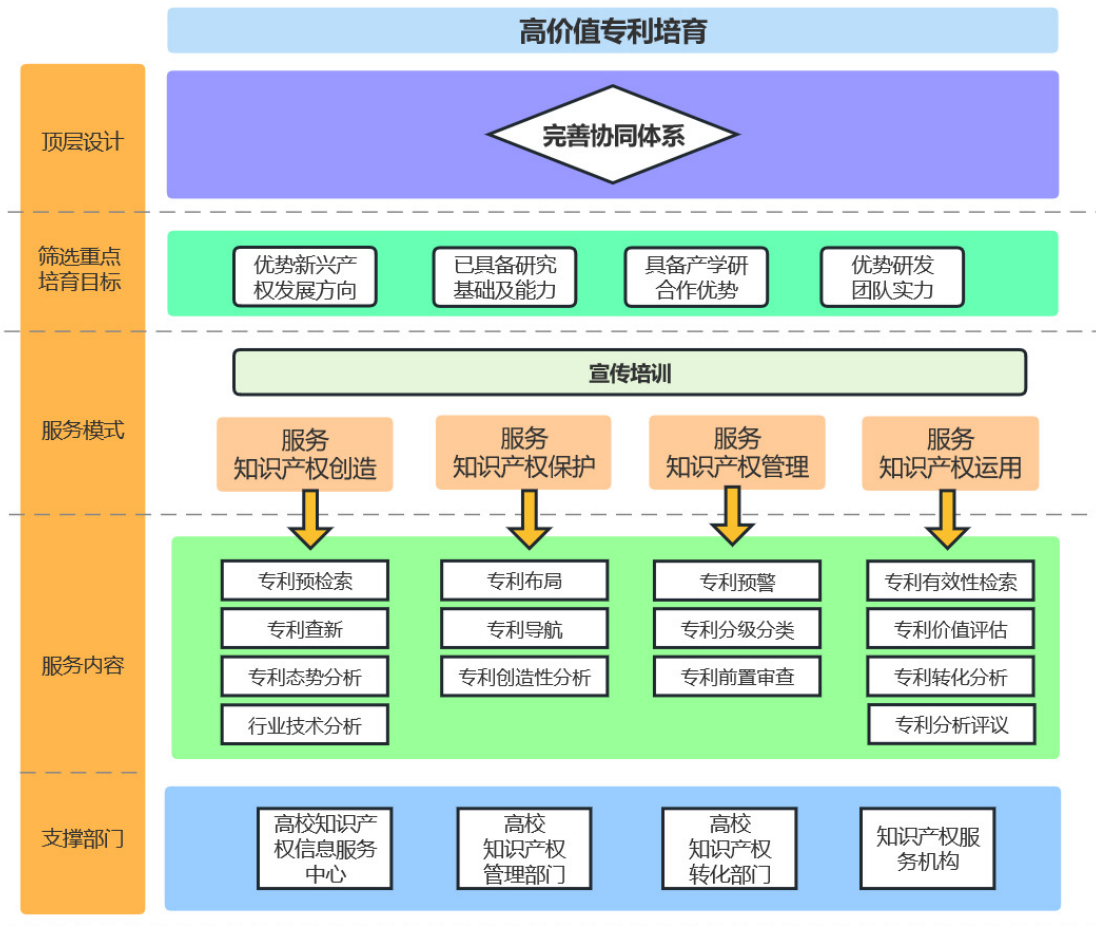 高价值专利培育
顶层设计
完善协同体系
筛选重点
培育目标
优势新兴产
权发展方向
已具备研究
基础及能力
具备产学研
合作优势
优势研发
团队实力
服务模式
宣传培训
服务
知识产权创造
服务
知识产权保护
服务
知识产权管理
服务
知识产权运用
服务内容
专利预检索
专利查新
专利态势分析
行业技术分析
专利布局
专利导航
专利创造性分析
专利预警
专利分级分类
专利前置审查
专利有效性检索
专利价值评估
专利转化分析
专利分析评议
支撑部门
高校知识产
权信息服务
中心
高校
知识产权
管理部门
高校
知识产权
转化部门
知识产权服
务机构